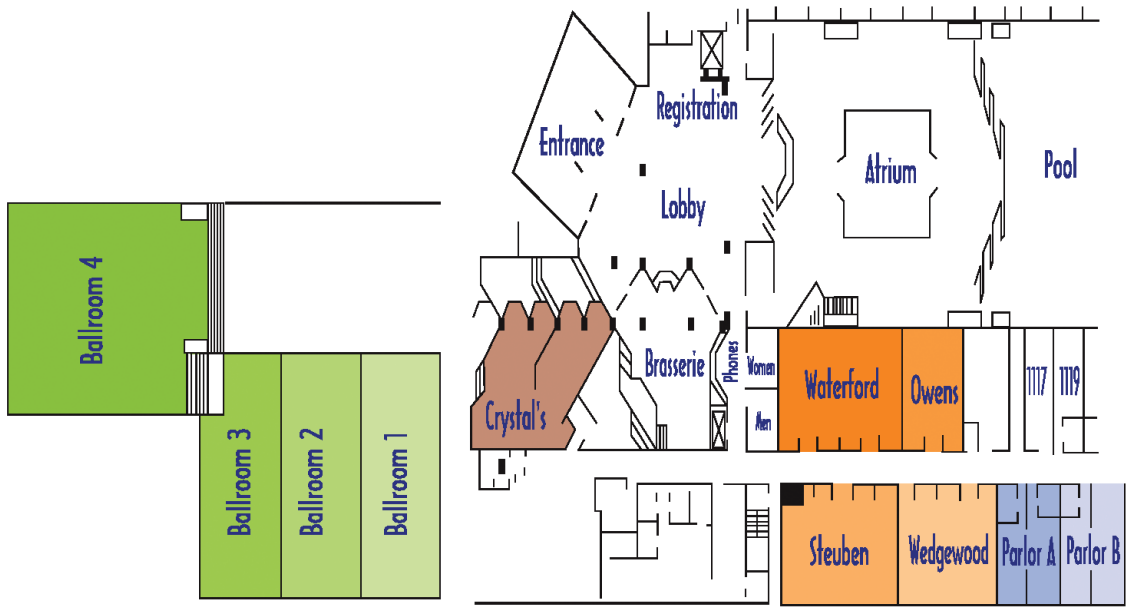 Registration
Entrance
Atrium
Pool
Lobby
Ballroom 4
Brasserie
Phones
Women
Men
Waterford
Owens
1117
1119
Crystal's
Ballroom 3
Ballroom 2
Ballroom 1
Steuben
Wedgewood
Parlor A
Parlor B